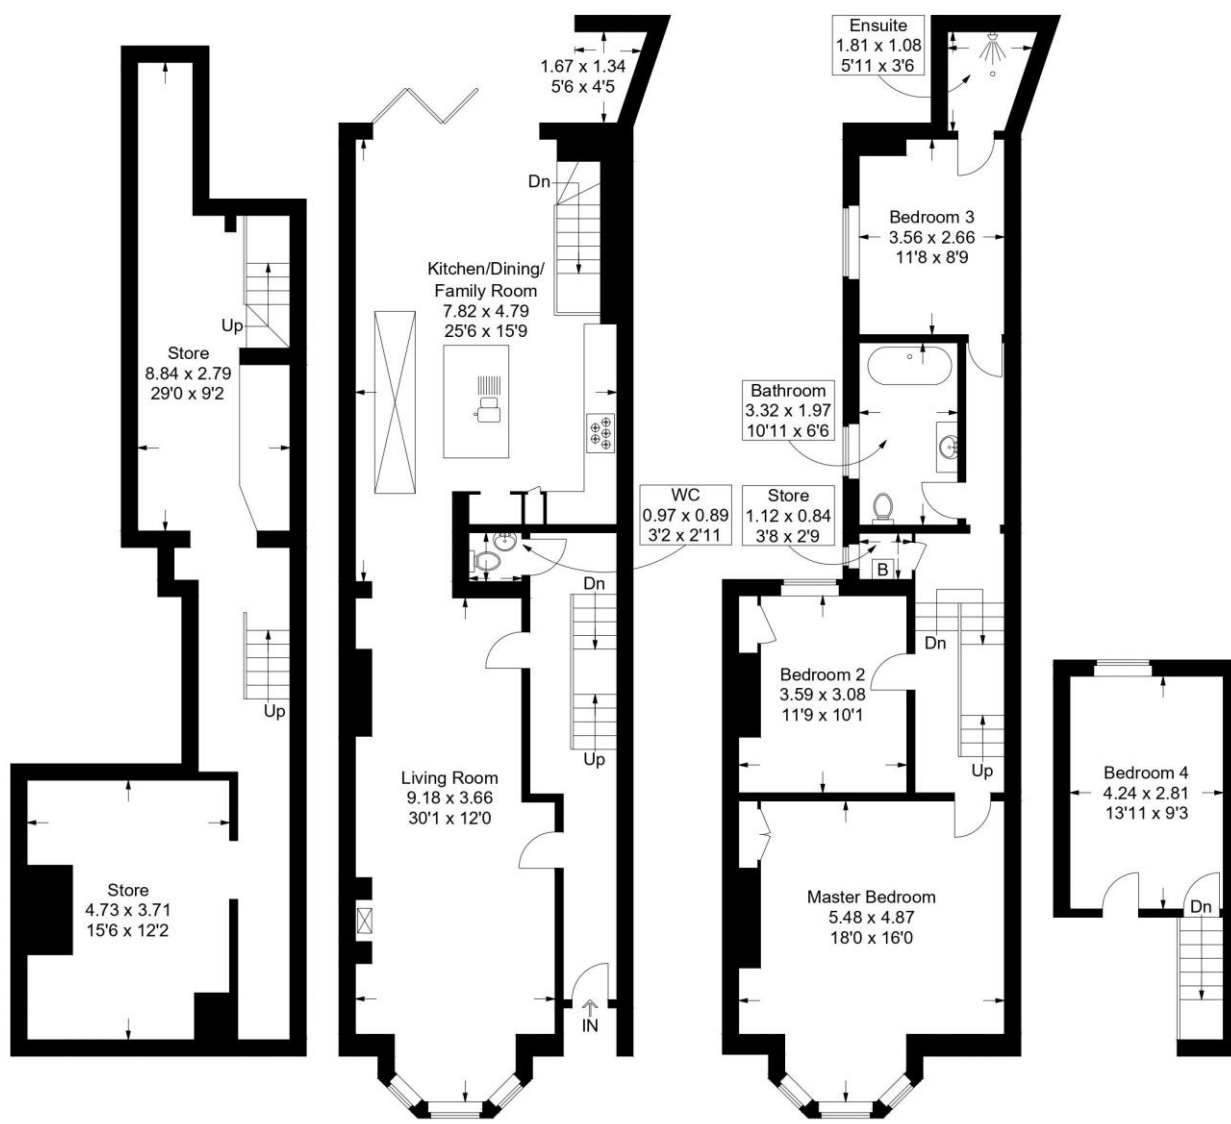 Up
Store
8.84 x 2.79
29'0 x 9'2
Up
Store
4.73 x 3.71
15'6 x 12'2
1.67 x 1.34
5'6 x 4'5
Dn
Kitchen/Dining/
Family Room
7.82 x 4.79
25'6 x 15'9
WC
0.97 x 0.89
3'2 x 2'11
Dn
Up
Living Room
9.18 x 3.66
30'1 x 12'0
IN
Ensuite
1.81 x 1.08
5'11 x 3'6
Bedroom 3
3.56 x 2.66
11'8 x 8'9
Bathroom
3.32 x 1.97
10'11 x 6'6
Store
1.12 x 0.84
3'8 x 2'9
B
Dn
Bedroom 2
3.59 x 3.08
11'9 x 10'1
Up
Master Bedroom
5.48 x 4.87
18'0 x 16'0
Bedroom 4
4.24 x 2.81
13'11 x 9'3
Dn